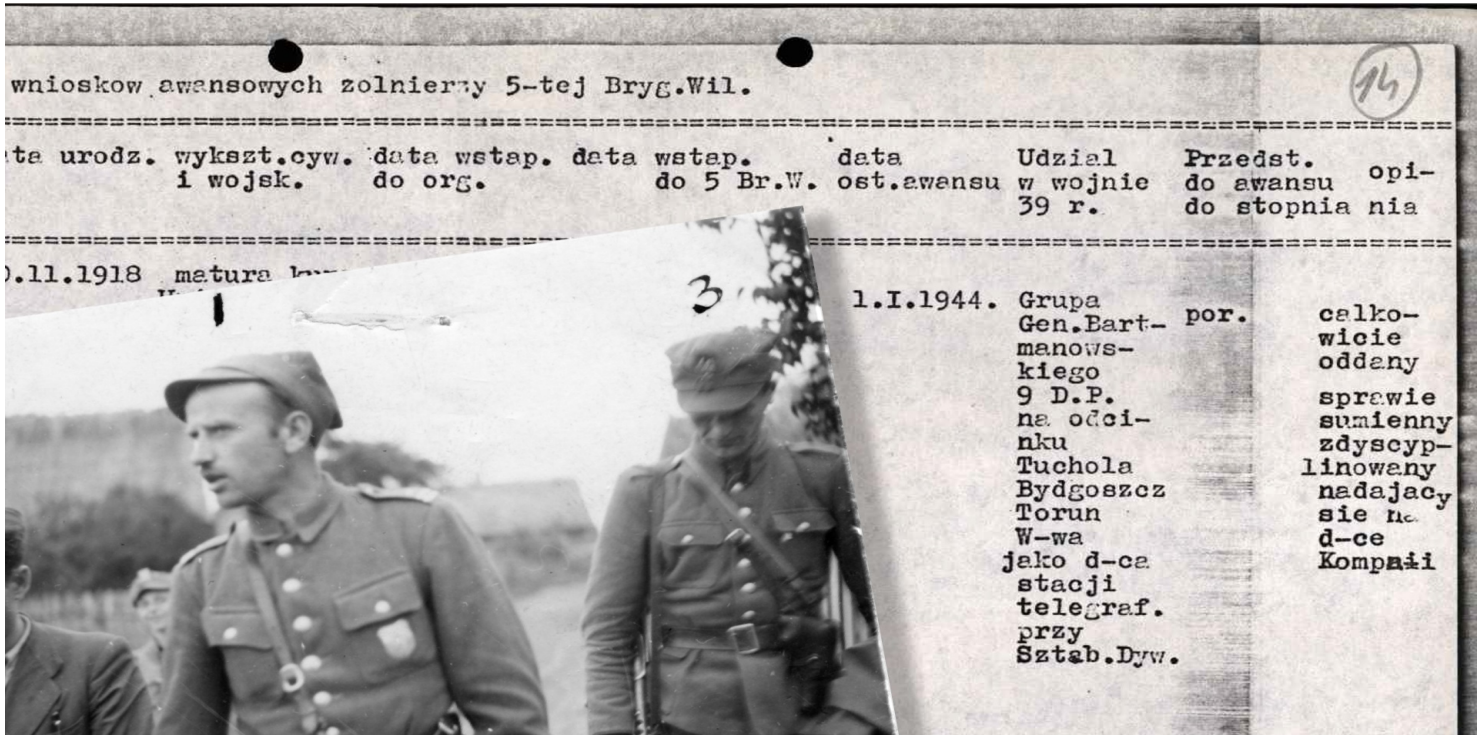 wnioskow awansowych zolnierzy 5-tej Bryg.Wil.
14
ta urodz. wykszt.cyw. data wstap. data wstap. data Udzial Przedst. opi-
i wojsk. do org. do 5 Br.W. ost.awansu w wojnie do awansu
39 r. do stopnia nia
.11.1918 matura
1 3
1.I.1944. Grupa por. calko-
Gen.Bart- wicie
manows- oddany
kiego
9 D.P. sprawie
na odci- sumienny
nku zdyscyp-
Tuchola linowany
Bydgoszcz nadajacy
Torun sie na
W-wa d-ce
jako d-ca Kompaii
stacji
telegraf.
przy
Sztab.Dyw.